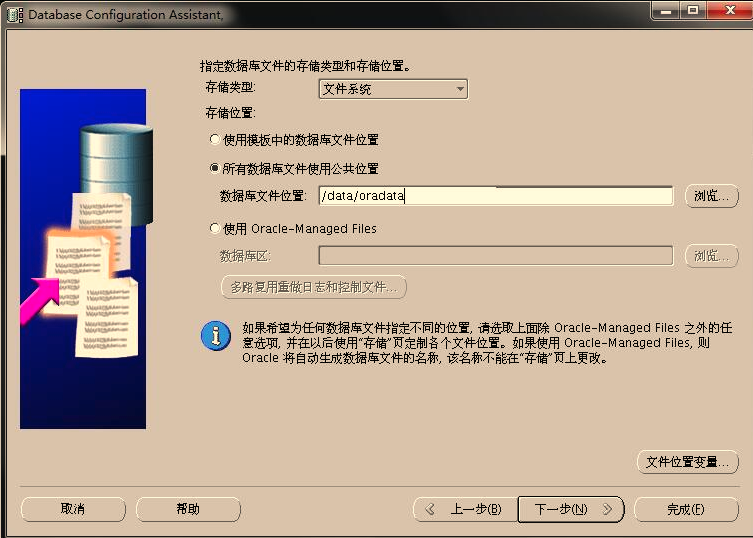 Database Configuration Assistant,
指定数据库文件的存储类型和存储位置。
存储类型:
文件系统
存储位置:
使用模板中的数据库文件位置
所有数据库文件使用公共位置
数据库文件位置:
/data/oradata
浏览...
使用 Oracle-Managed Files
数据库区:
浏览...
多路复用重做日志和控制文件...
如果希望为任何数据库文件指定不同的位置, 请选取上面除 Oracle-Managed Files 之外的任
意选项, 并在以后使用“存储”页定制各个文件位置。如果使用 Oracle-Managed Files, 则
Oracle 将自动生成数据库文件的名称, 该名称不能在“存储”页上更改。
文件位置变量...
取消
帮助
上一步(B)
下一步(N)
完成(F)